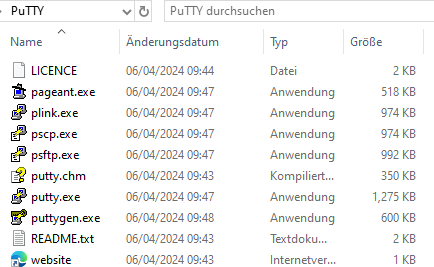 PuTTY PuTTY durchsuchen
Name Änderungsdatum Typ Größe
LICENCE 06/04/2024 09:44 Datei 2 KB
pageant.exe 06/04/2024 09:47 Anwendung 518 KB
plink.exe 06/04/2024 09:47 Anwendung 974 KB
pscp.exe 06/04/2024 09:47 Anwendung 974 KB
psftp.exe 06/04/2024 09:47 Anwendung 992 KB
putty.chm 06/04/2024 09:43 Kompiliert... 350 KB
putty.exe 06/04/2024 09:47 Anwendung 1,275 KB
puttygen.exe 06/04/2024 09:48 Anwendung 600 KB
README.txt 06/04/2024 09:43 Textdoku... 2 KB
website 06/04/2024 09:43 Internetver... 1 KB